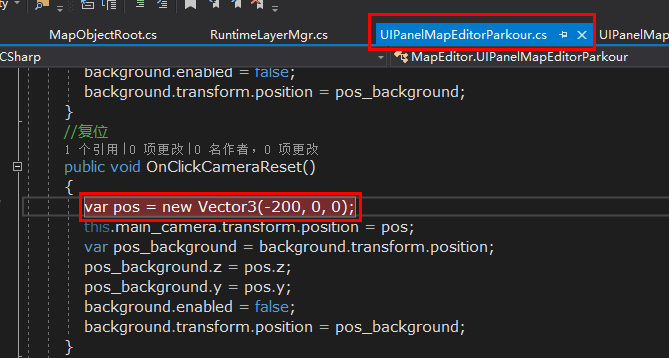 MapObjectRoot.cs RuntimeLayerMgr.cs UIPanelMapEditorParkour.cs UIPanelMap
CSharp MapEditor.UIPanelMapEditorParkour
background.enabled = false;
background.transform.position = pos_background;
}
//复位
1 个引用|0 项更改|0 名作者，0 项更改
public void OnClickCameraReset()
{
var pos = new Vector3(-200, 0, 0);
this.main_camera.transform.position = pos;
var pos_background = background.transform.position;
pos_background.z = pos.z;
pos_background.y = pos.y;
background.enabled = false;
background.transform.position = pos_background;
}